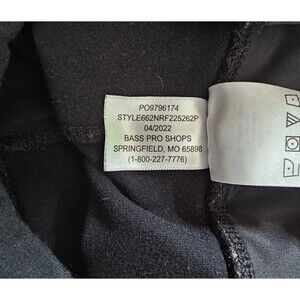 PO9796174
STYLE662NRF225262P
04/2022
BASS PRO SHOPS
SPRINGFIELD, MO 65898
(1-800-227-7776)